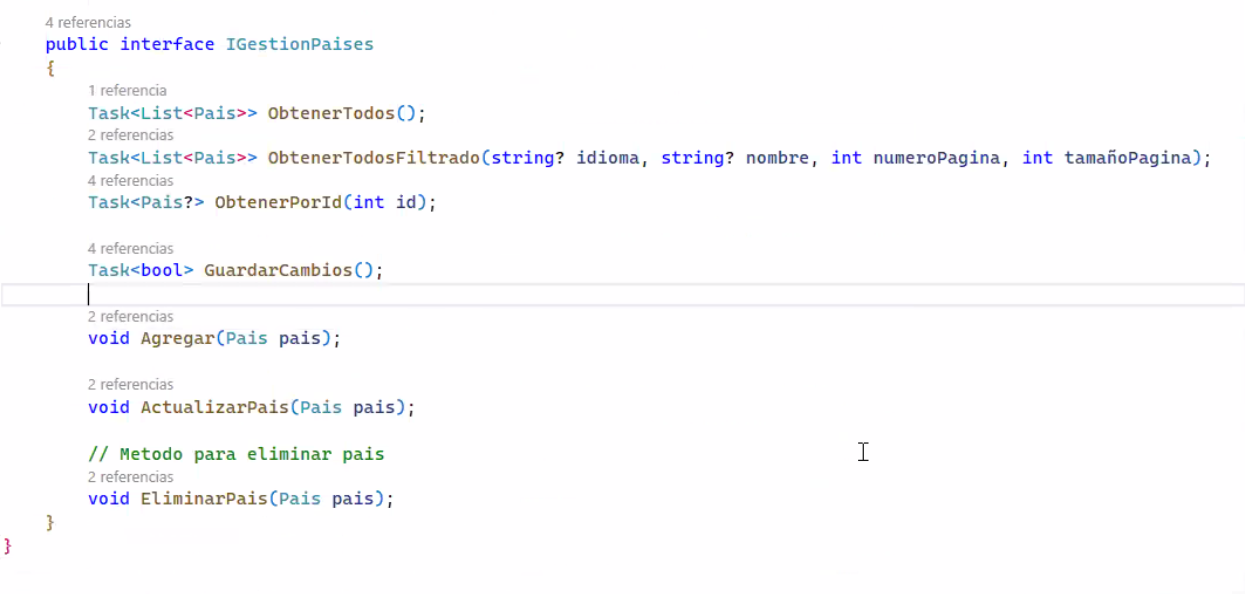 4 referencias
public interface IGestionPaises
{
1 referencia
Task<List<Pais>> ObtenerTodos();
2 referencias
Task<List<Pais>> ObtenerTodosFiltrado(string? idioma, string? nombre, int numeroPagina, int tamañoPagina);
4 referencias
Task<Pais?> ObtenerPorId(int id);
4 referencias
Task<bool> GuardarCambios();
2 referencias
void Agregar(Pais pais);
2 referencias
void ActualizarPais(Pais pais);
// Metodo para eliminar pais
2 referencias
void EliminarPais(Pais pais);
}
}